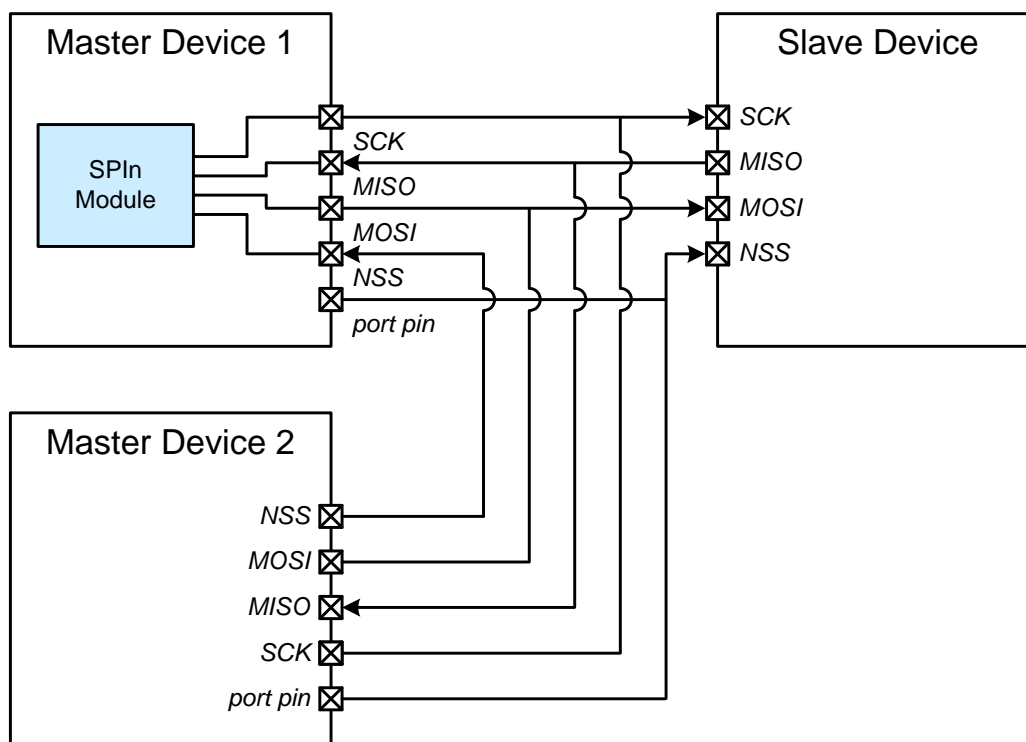 Master Device 1
SPIn
Module
SCK
MISO
MOSI
NSS
port pin
Slave Device
SCK
MISO
MOSI
NSS
Master Device 2
NSS
MOSI
MISO
SCK
port pin